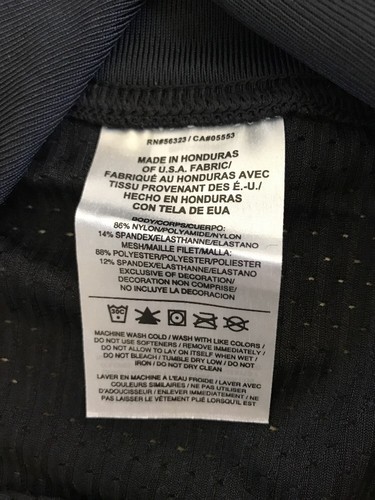 RN#56323 / CA#05553
MADE IN HONDURAS
OF U.S.A. FABRIC/
FABRIQUÉ AU HONDURAS AVEC
TISSU PROVENANT DES É.-U./
HECHO EN HONDURAS
CON TELA DE EUA
BODY/CORPS/CUERPO:
86% NYLON/POLYAMIDE/NYLON
14% SPANDEX/ELASTHANNE/ELASTANO
MESH/MAILLE FILET/MALLA:
88% POLYESTER/POLYESTER/POLIESTER
12% SPANDEX/ELASTHANNE/ELASTANO
EXCLUSIVE OF DECORATION/
DECORATION NON COMPRISE/
NO INCLUYE LA DECORACION
30C
MACHINE WASH COLD / WASH WITH LIKE COLORS /
DO NOT USE SOFTENERS / REMOVE IMMEDIATELY /
DO NOT ALLOW TO LAY ON ITSELF WHEN WET /
DO NOT BLEACH / TUMBLE DRY LOW / DO NOT
IRON / DO NOT DRY CLEAN
LAVER EN MACHINE A L'EAU FROIDE / LAVER AVEC
COULEURS SIMILAIRES / NE PAS UTILISER
D'ADOUCISSEUR / ENLEVER IMMEDIATEMENT / NE
PAS LAISSER LE VÊTEMENT PLIÉ LORSQU'IL EST